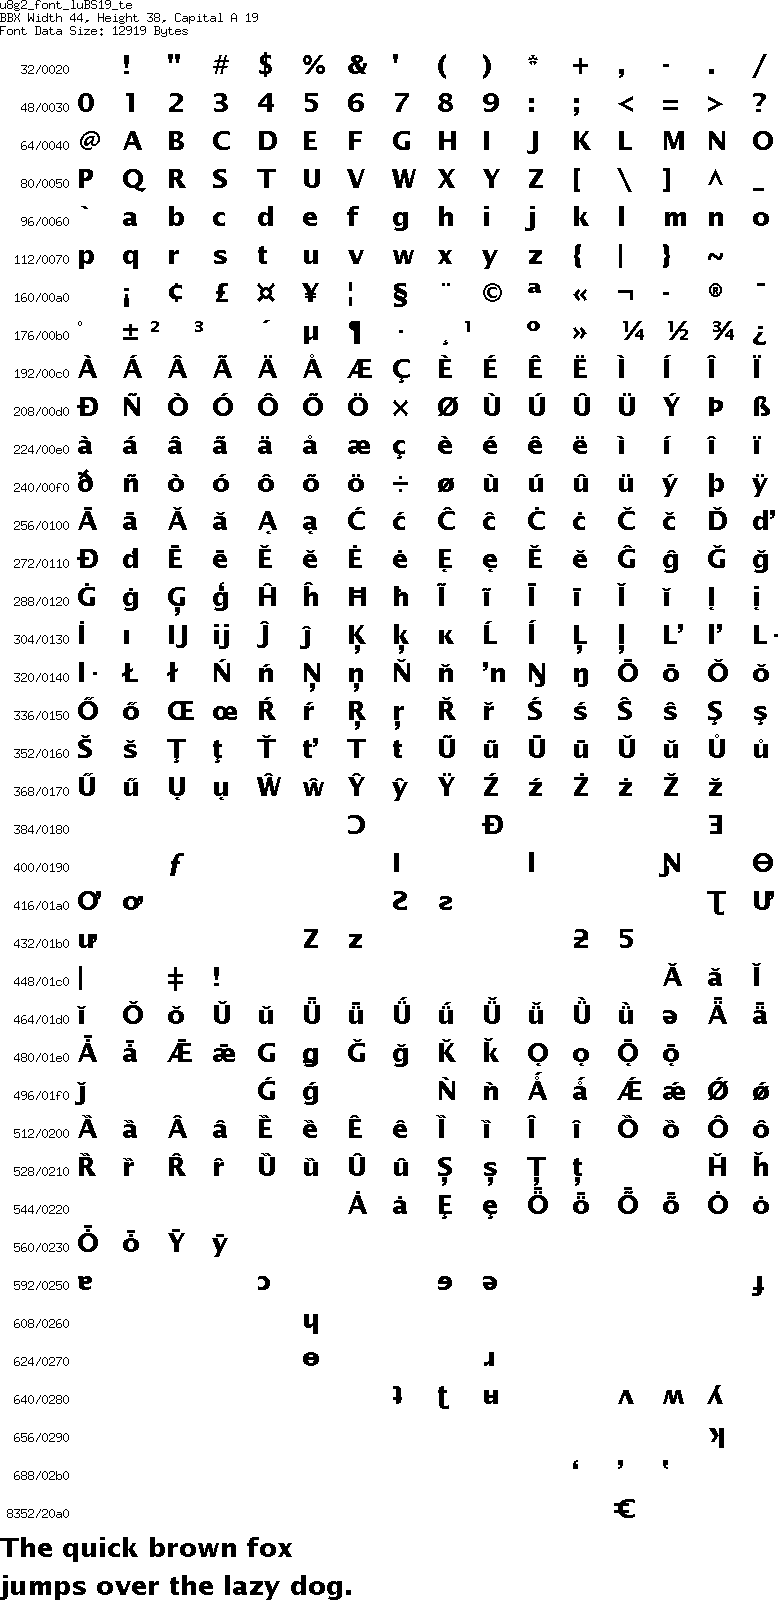 u8g2_font_luBS19_te
BBX Width 44, Height 38, Capital A 19
Font Data Size: 12919 Bytes
32/0020 ! " # $ % & ' ( ) * + , - . /
48/0030 0 1 2 3 4 5 6 7 8 9 : ; < = > ?
64/0040 @ A B C D E F G H I J K L M N O
80/0050 P Q R S T U V W X Y Z [ \ ] ^ _
96/0060 ` a b c d e f g h i j k l m n o
112/0070 p q r s t u v w x y z { | } ~
160/00a0 ¡ ¢ £ ¤ ¥ ¦ § ¨ © ª « ¬ - ® ¯
176/00b0 ° ± ² ³ ´ µ ¶ · ¸ ¹ º » ¼ ½ ¾ ¿
192/00c0 À Á Â Ã Ä Å Æ Ç È É Ê Ë Ì Í Î Ï
208/00d0 Ð Ñ Ò Ó Ô Õ Ö × Ø Ù Ú Û Ü Ý Þ ß
224/00e0 à á â ã ä å æ ç è é ê ë ì í î ï
240/00f0 ð ñ ò ó ô õ ö ÷ ø ù ú û ü ý þ ÿ
256/0100 Ā ā Ă ă Ą ą Ć ć Ĉ ĉ Ċ ċ Č č Ď ď
272/0110 Đ đ Ē ē Ĕ ĕ Ė ė Ę ę Ě ě Ĝ ĝ Ğ ğ
288/0120 Ġ ġ Ģ ģ Ĥ ĥ Ħ ħ Ĩ ĩ Ī ī Ĭ ĭ Į į
304/0130 İ ı Ĳ ĳ Ĵ ĵ Ķ ķ ĸ Ĺ ĺ Ļ ļ Ľ ľ Ŀ
320/0140 ŀ Ł ł Ń ń Ņ ņ Ň ň ŉ Ŋ ŋ Ō ō Ŏ ŏ
336/0150 Ő ő Œ œ Ŕ ŕ Ŗ ŗ Ř ř Ś ś Ŝ ŝ Ş ş
352/0160 Š š Ţ ţ Ť ť Ŧ ŧ Ũ ũ Ū ū Ŭ ŭ Ů ů
368/0170 Ű ű Ų ų Ŵ ŵ Ŷ ŷ Ÿ Ź ź Ż ż Ž ž
384/0180 Ɔ Ɖ Ǝ
400/0190 ƒ Ɨ ƚ Ɲ Ɵ
416/01a0 Ơ ơ Ƨ ƨ Ʈ Ư
432/01b0 ư Ƶ ƶ ƻ Ƽ
448/01c0 ǀ ǂ ǃ Ǎ ǎ Ǐ
464/01d0 ǐ Ǒ ǒ Ǔ ǔ Ǖ ǖ Ǘ ǘ Ǚ ǚ Ǜ ǜ ǝ Ǟ ǟ
480/01e0 Ǡ ǡ Ǣ ǣ Ǥ ǥ Ǧ ǧ Ǩ ǩ Ǫ ǫ Ǭ ǭ
496/01f0 ǰ Ǵ ǵ Ǹ ǹ Ǻ ǻ Ǽ ǽ Ǿ ǿ
512/0200 Ȁ ȁ Ȃ ȃ Ȅ ȅ Ȇ ȇ Ȉ ȉ Ȋ ȋ Ȍ ȍ Ȏ ȏ
528/0210 Ȑ ȑ Ȓ ȓ Ȕ ȕ Ȗ ȗ Ș ș Ț ț Ȟ ȟ
544/0220 Ȧ ȧ Ȩ ȩ Ȫ ȫ Ȭ ȭ Ȯ ȯ
560/0230 Ȱ ȱ Ȳ ȳ
592/0250 ɐ ɔ ɘ ə ɟ
608/0260 ɥ
624/0270 ɵ ɹ
640/0280 ʇ ʈ ʉ ʌ ʍ ʎ
656/0290 ʞ
688/02b0 ʻ ʼ ʽ
8352/20a0 €
The quick brown fox
jumps over the lazy dog.